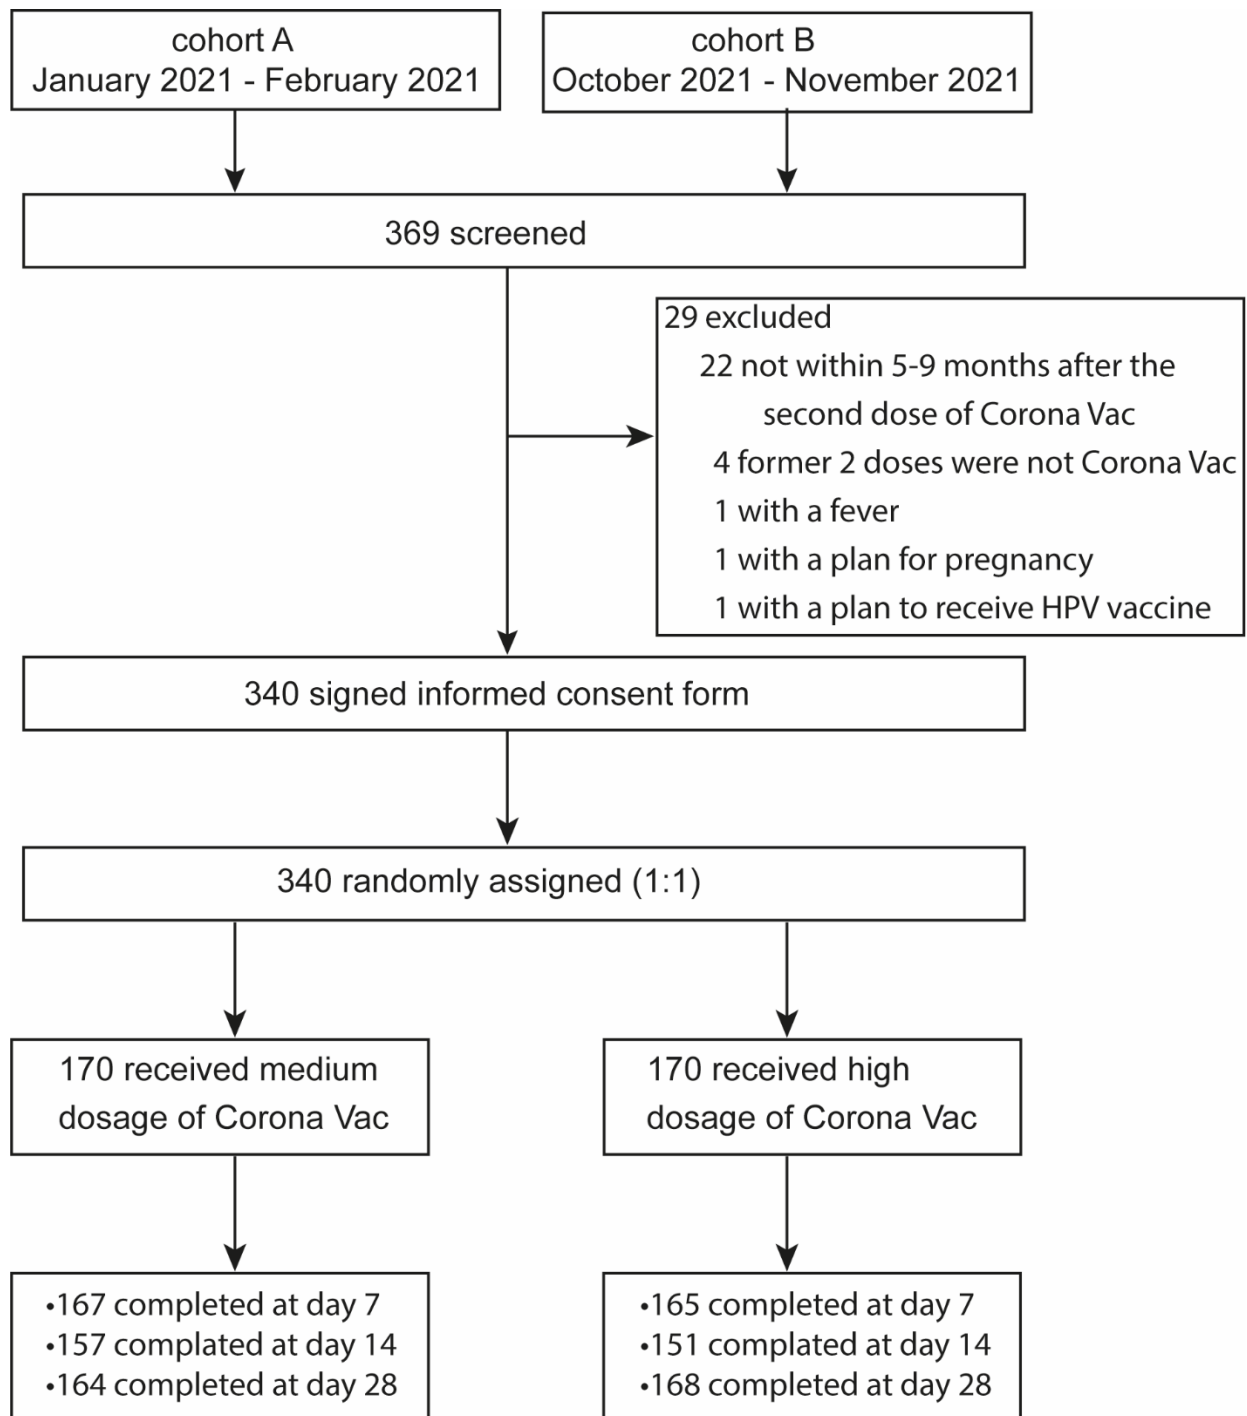 cohort A
January 2021 - February 2021
cohort B
October 2021 - November 2021
369 screened
29 excluded
22 not within 5-9 months after the
second dose of Corona Vac
4 former 2 doses were not Corona Vac
1 with a fever
1 with a plan for pregnancy
1 with a plan to receive HPV vaccine
340 signed informed consent form
340 randomly assigned (1:1)
170 received medium
dosage of Corona Vac
170 received high
dosage of Corona Vac
•167 completed at day 7
•157 complated at day 14
•164 completed at day 28
•165 completed at day 7
•151 complated at day 14
•168 completed at day 28